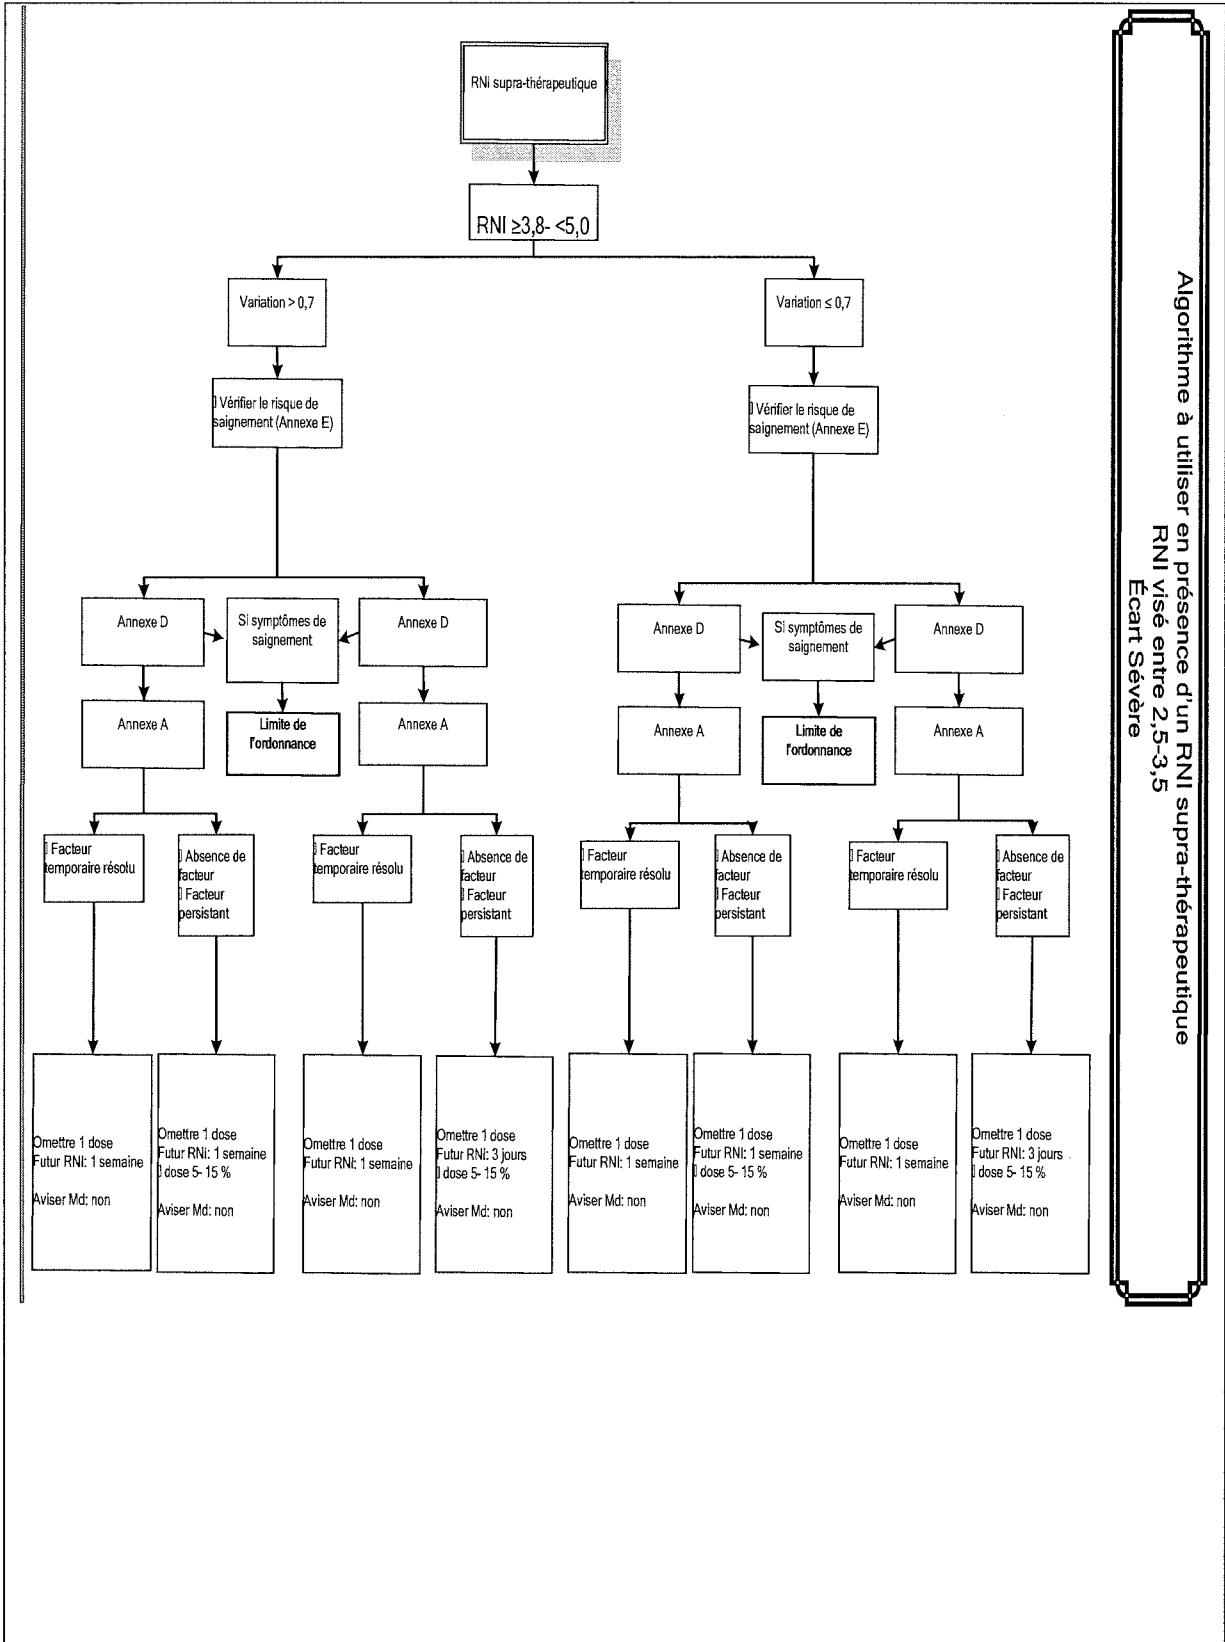 Algorithme à utiliser en présence d'un RNI supra-thérapeutique
RNI visé entre 2,5-3,5
Écart Sévère
RNI supra-thérapeutique
RNI ≥3,8- <5,0
Variation > 0,7
Variation ≤ 0,7
▯ Vérifier le risque de
saignement (Annexe E)
▯ Vérifier le risque de
saignement (Annexe E)
Annexe D
Si symptômes de
saignement
Annexe D
Annexe D
Si symptômes de
saignement
Annexe D
Annexe A
Limite de
l'ordonnance
Annexe A
Annexe A
Limite de
l'ordonnance
Annexe A
▯ Facteur
temporaire résolu
▯ Absence de
facteur
▯ Facteur
persistant
▯ Facteur
temporaire résolu
▯ Absence de
facteur
▯ Facteur
persistant
▯ Facteur
temporaire résolu
▯ Absence de
facteur
▯ Facteur
persistant
▯ Facteur
temporaire résolu
▯ Absence de
facteur
▯ Facteur
persistant
Omettre 1 dose
Futur RNI: 1 semaine
Aviser Md: non
Omettre 1 dose
Futur RNI: 1 semaine
▯ dose 5- 15 %
Aviser Md: non
Omettre 1 dose
Futur RNI: 1 semaine
Aviser Md: non
Omettre 1 dose
Futur RNI: 3 jours
▯ dose 5- 15 %
Aviser Md: non
Omettre 1 dose
Futur RNI: 1 semaine
Aviser Md: non
Omettre 1 dose
Futur RNI: 1 semaine
▯ dose 5- 15 %
Aviser Md: non
Omettre 1 dose
Futur RNI: 1 semaine
Aviser Md: non
Omettre 1 dose
Futur RNI: 3 jours
▯ dose 5- 15 %
Aviser Md: non